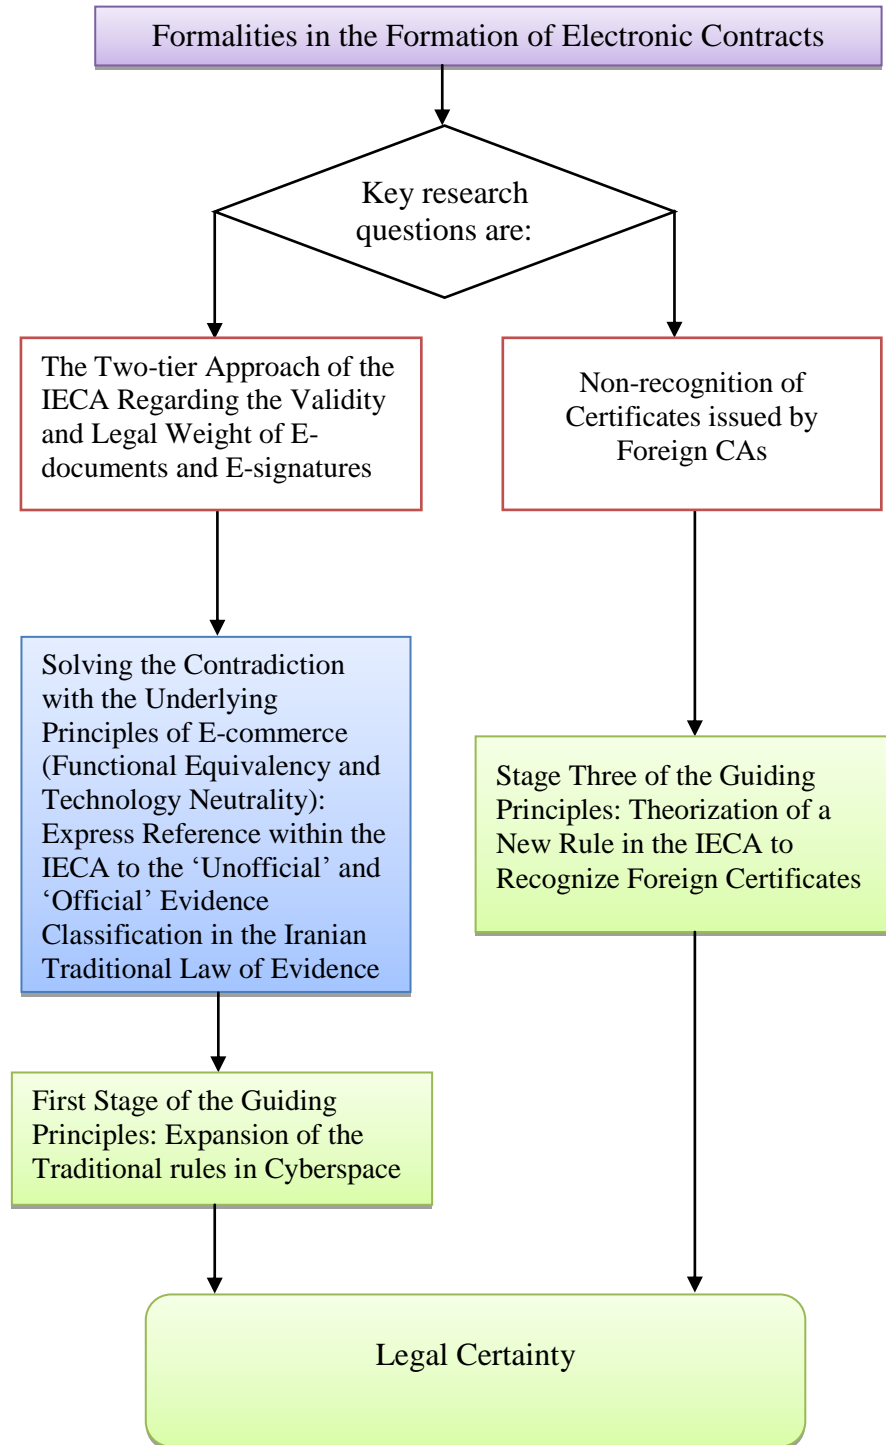 Formalities in the Formation of Electronic Contracts
Key research
questions are:
The Two-tier Approach of the
IECA Regarding the Validity
and Legal Weight of E-
documents and E-signatures
Non-recognition of
Certificates issued by
Foreign CAs
Solving the Contradiction
with the Underlying
Principles of E-commerce
(Functional Equivalency and
Technology Neutrality):
Express Reference within the
IECA to the ‘Unofficial’ and
‘Official’ Evidence
Classification in the Iranian
Traditional Law of Evidence
Stage Three of the Guiding
Principles: Theorization of a
New Rule in the IECA to
Recognize Foreign Certificates
First Stage of the Guiding
Principles: Expansion of the
Traditional rules in Cyberspace
Legal Certainty